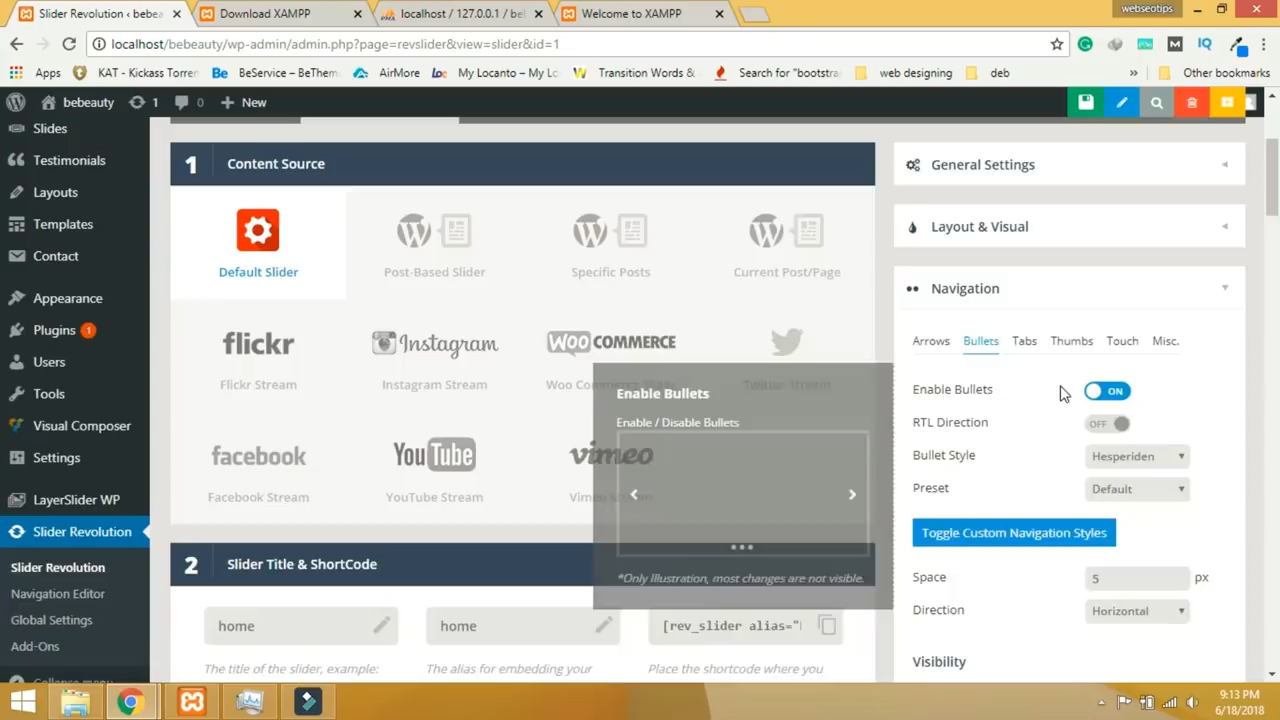 Slider Revolution ‹ bebea
Download XAMPP
localhost / 127.0.0.1 / bel
Welcome to XAMPP
webseotips
localhost/bebeauty/wp-admin/admin.php?page=revslider&view=slider&id=1
Apps
KAT - Kickass Torren
BeService – BeThem
AirMore
My Locanto – My Lo
Transition Words &
Search for "bootstra
web designing
deb
Other bookmarks
bebeauty
1
0
New
Slides
Testimonials
Layouts
Templates
Contact
Appearance
Plugins 1
Users
Tools
Visual Composer
Settings
LayerSlider WP
Slider Revolution
Slider Revolution
Navigation Editor
Global Settings
Add-Ons
1 Content Source
Default Slider
Post-Based Slider
Specific Posts
Current Post/Page
flickr
Instagram
WOO COMMERCE
Flickr Stream
Instagram Stream
facebook
YouTube
vimeo
Facebook Stream
YouTube Stream
Enable Bullets
Enable / Disable Bullets
*Only Illustration, most changes are not visible.
2 Slider Title & ShortCode
home
home
[rev_slider alias="
The title of the slider, example:
The alias for embedding your
Place the shortcode where you
General Settings
Layout & Visual
Navigation
Arrows Bullets Tabs Thumbs Touch Misc.
Enable Bullets ON
RTL Direction OFF
Bullet Style Hesperiden
Preset Default
Toggle Custom Navigation Styles
Space 5 px
Direction Horizontal
Visibility
9:13 PM
6/18/2018